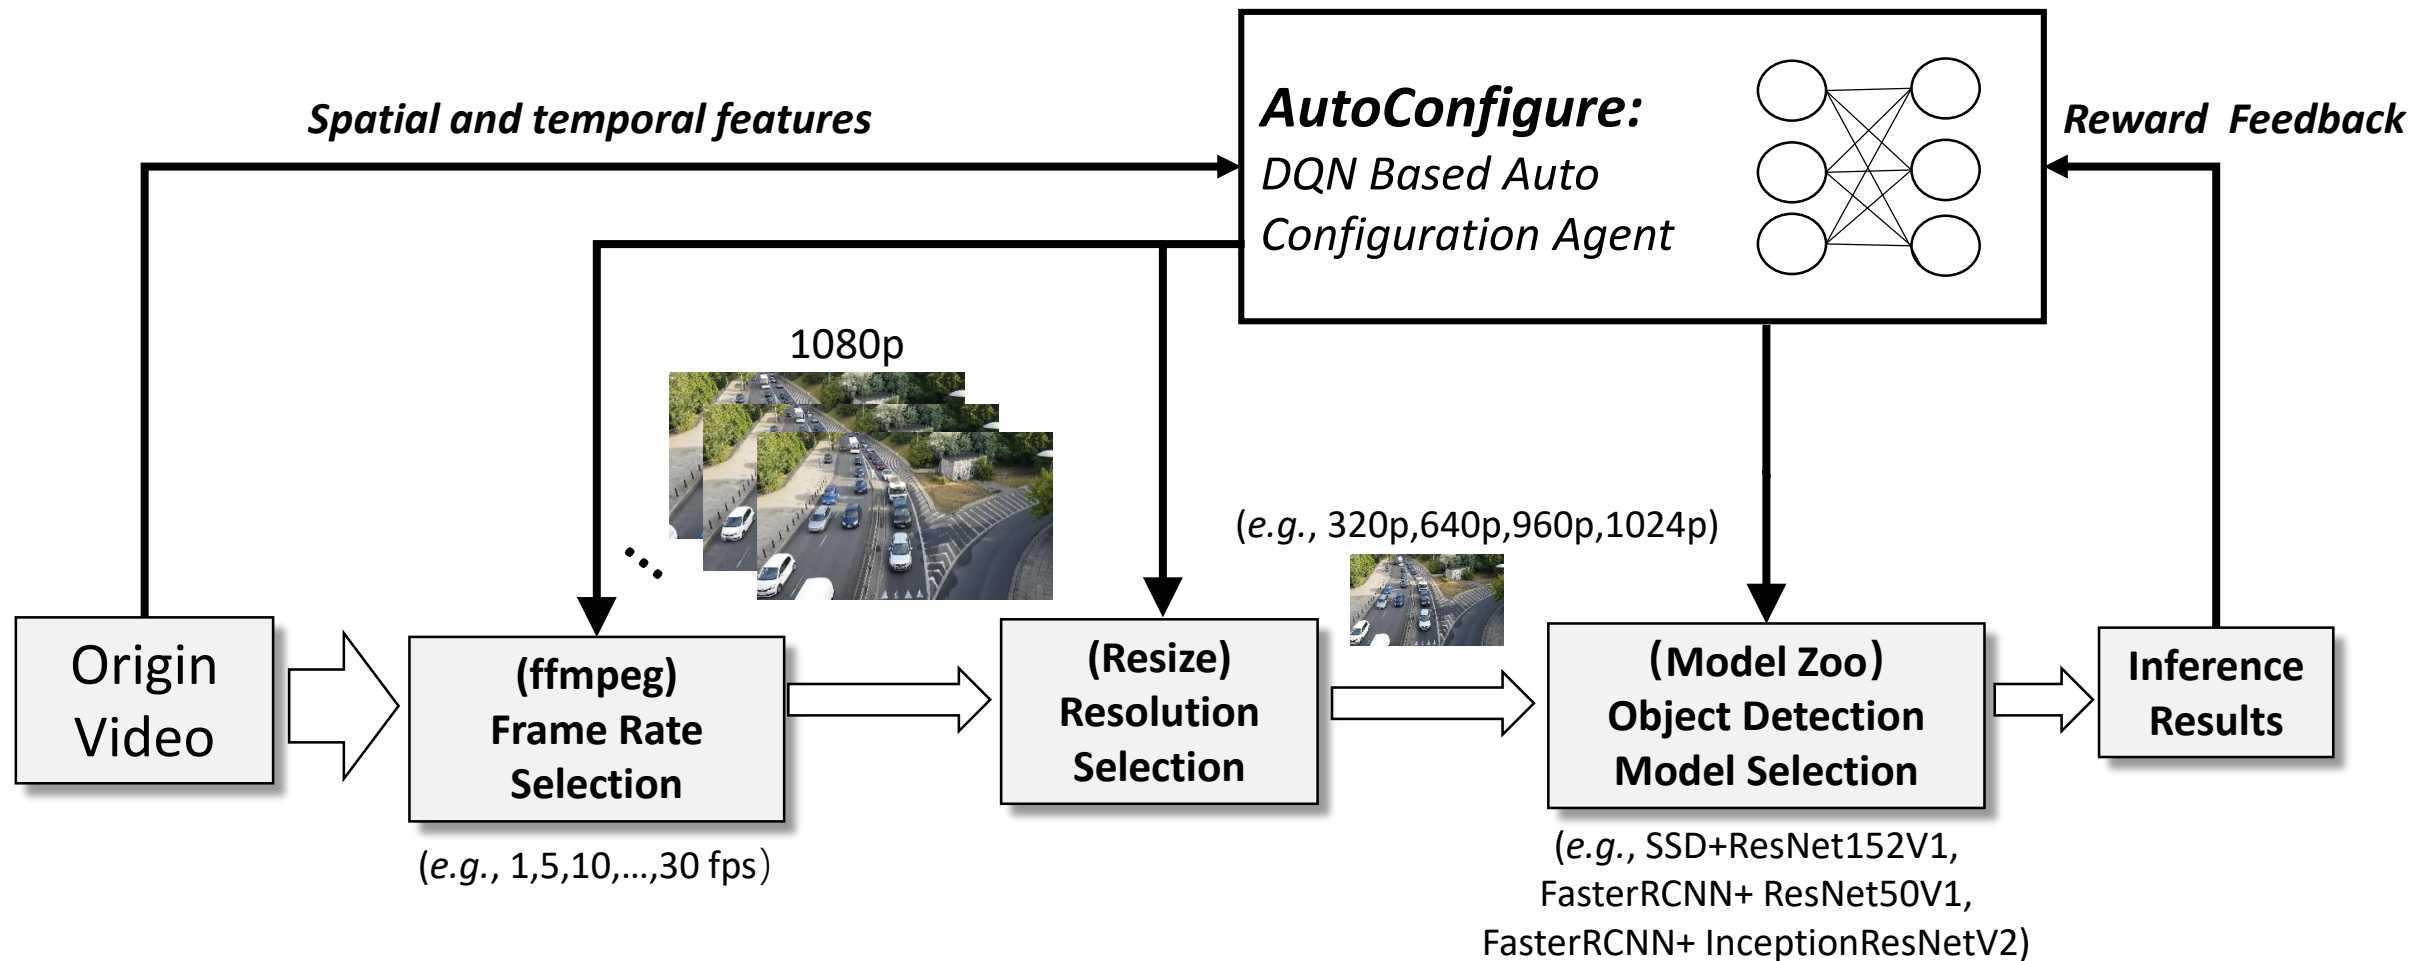 Spatial and temporal features
AutoConfigure:
DQN Based Auto
Configuration Agent
Reward  Feedback
1080p
(e.g., 320p,640p,960p,1024p)
Origin
Video
(ffmpeg)
Frame Rate
Selection
(e.g., 1,5,10,...,30 fps）
(Resize)
Resolution
Selection
（Model Zoo）
Object Detection
Model Selection
(e.g., SSD+ResNet152V1,
FasterRCNN+ ResNet50V1,
FasterRCNN+ InceptionResNetV2)
Inference
Results